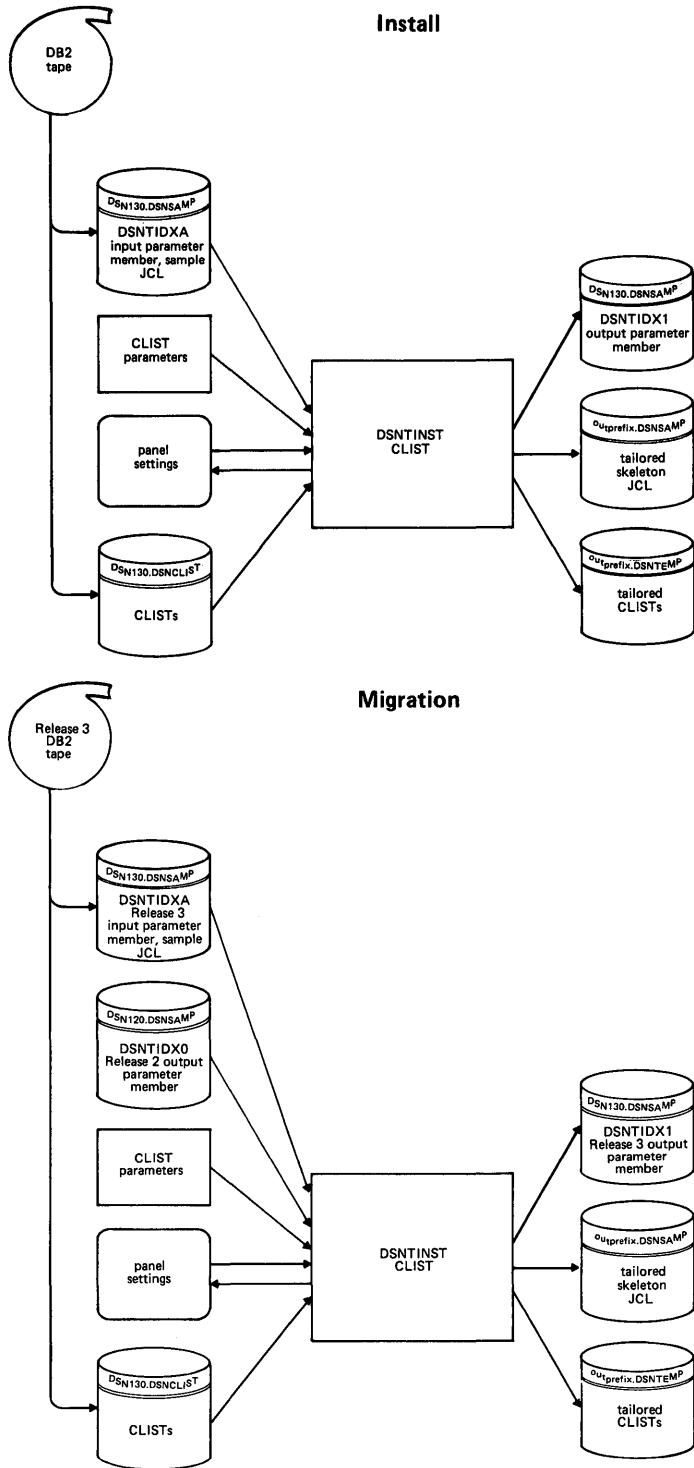 Install
DB2
tape
DSN130.DSNSAMP
DSNTIDXA
input parameter
member, sample
JCL
CLIST
parameters
panel
settings
DSN130.DSNCLIST
CLISTs
DSNTINST
CLIST
DSN130.DSNSAMP
DSNTIDX1
output parameter
member
outprefix.DSNSAMP
tailored
skeleton
JCL
outprefix.DSNTEMP
tailored
CLISTs
Migration
Release 3
DB2
tape
DSN130.DSNSAMP
DSNTIDXA
Release 3
input parameter
member, sample
JCL
DSN120.DSNSAMP
DSNTIDX0
Release 2 output
parameter
member
CLIST
parameters
panel
settings
DSN130.DSNCLIST
CLISTs
DSNTINST
CLIST
DSN130.DSNSAMP
DSNTIDX1
Release 3 output
parameter
member
outprefix.DSNSAMP
tailored
skeleton
JCL
outprefix.DSNTEMP
tailored
CLISTs